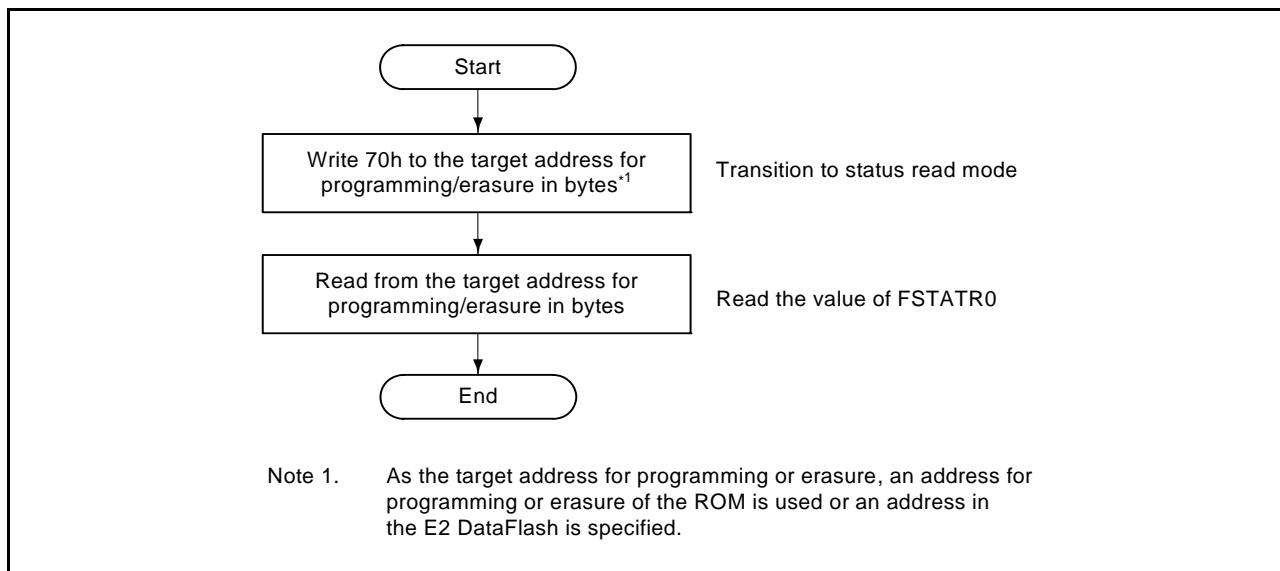 Start
Write 70h to the target address for
programming/erasure in bytes*1
Transition to status read mode
Read from the target address for
programming/erasure in bytes
Read the value of FSTATR0
End
Note 1. As the target address for programming or erasure, an address for
programming or erasure of the ROM is used or an address in
the E2 DataFlash is specified.